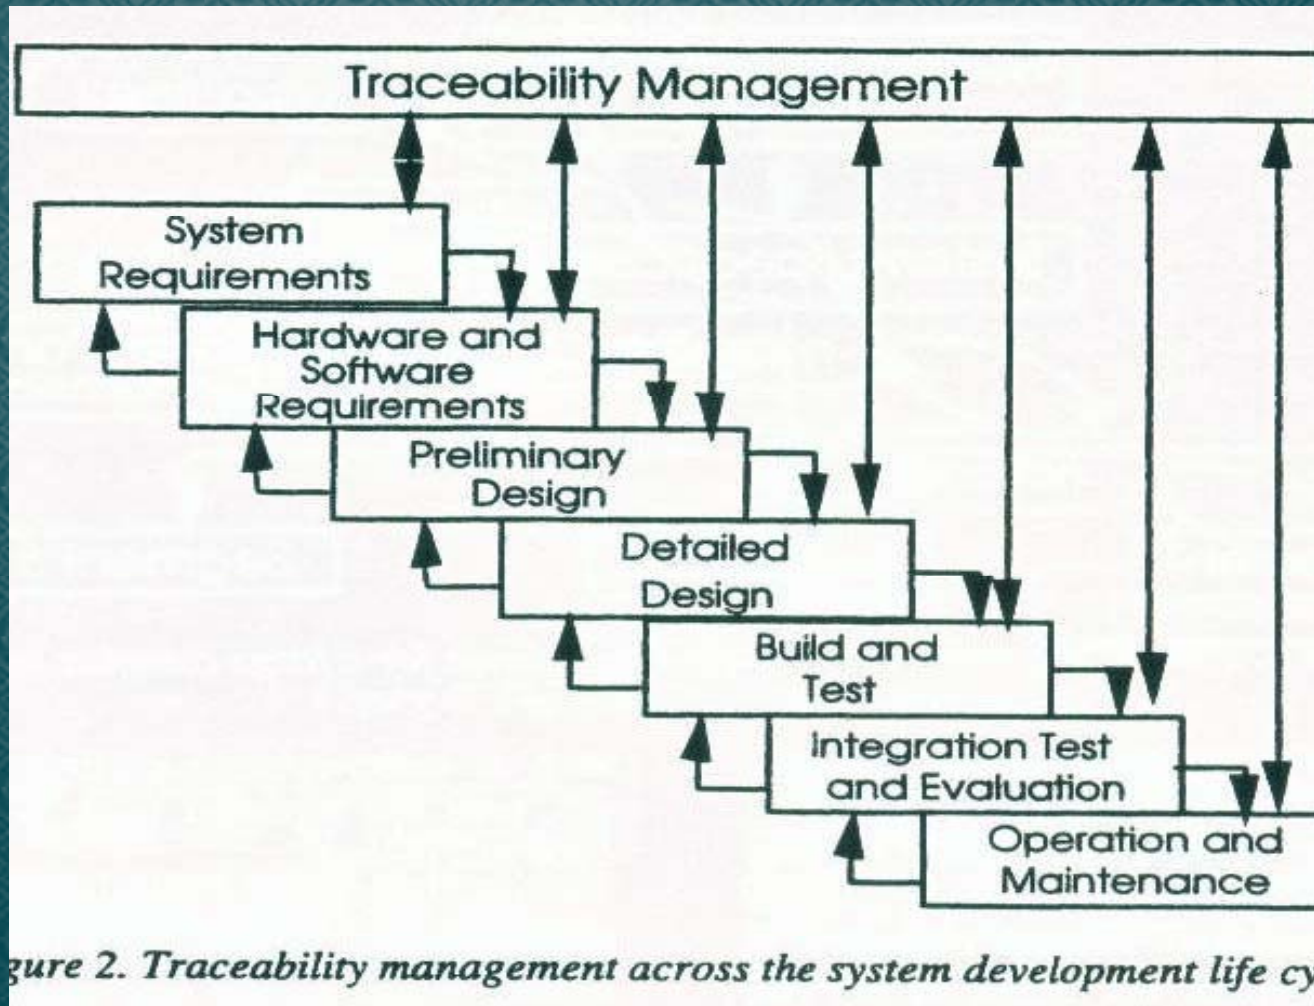 Traceability Management
System
Requirements
Hardware and
Software
Requirements
Preliminary
Design
Detailed
Design
Build and
Test
Integration Test
and Evaluation
Operation and
Maintenance
gure 2. Traceability management across the system development life cy